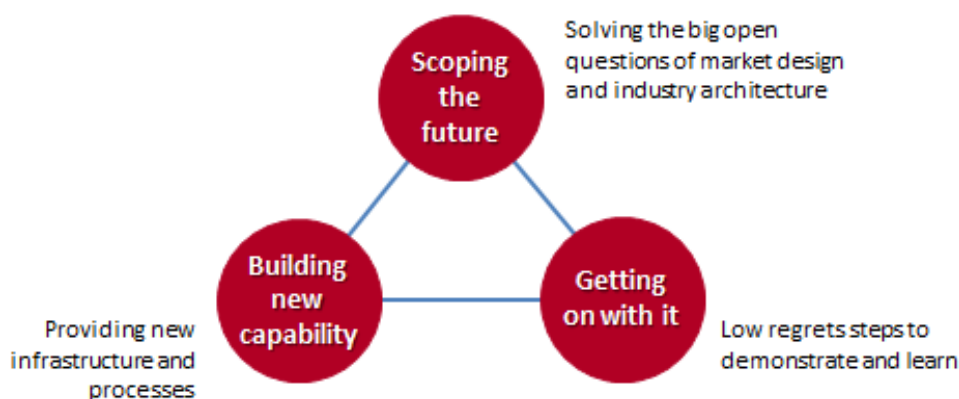 Scoping
the
future
Solving the big open
questions of market design
and industry architecture
Building
new
capability
Providing new
infrastructure and
processes
Getting
on with it
Low regrets steps to
demonstrate and learn